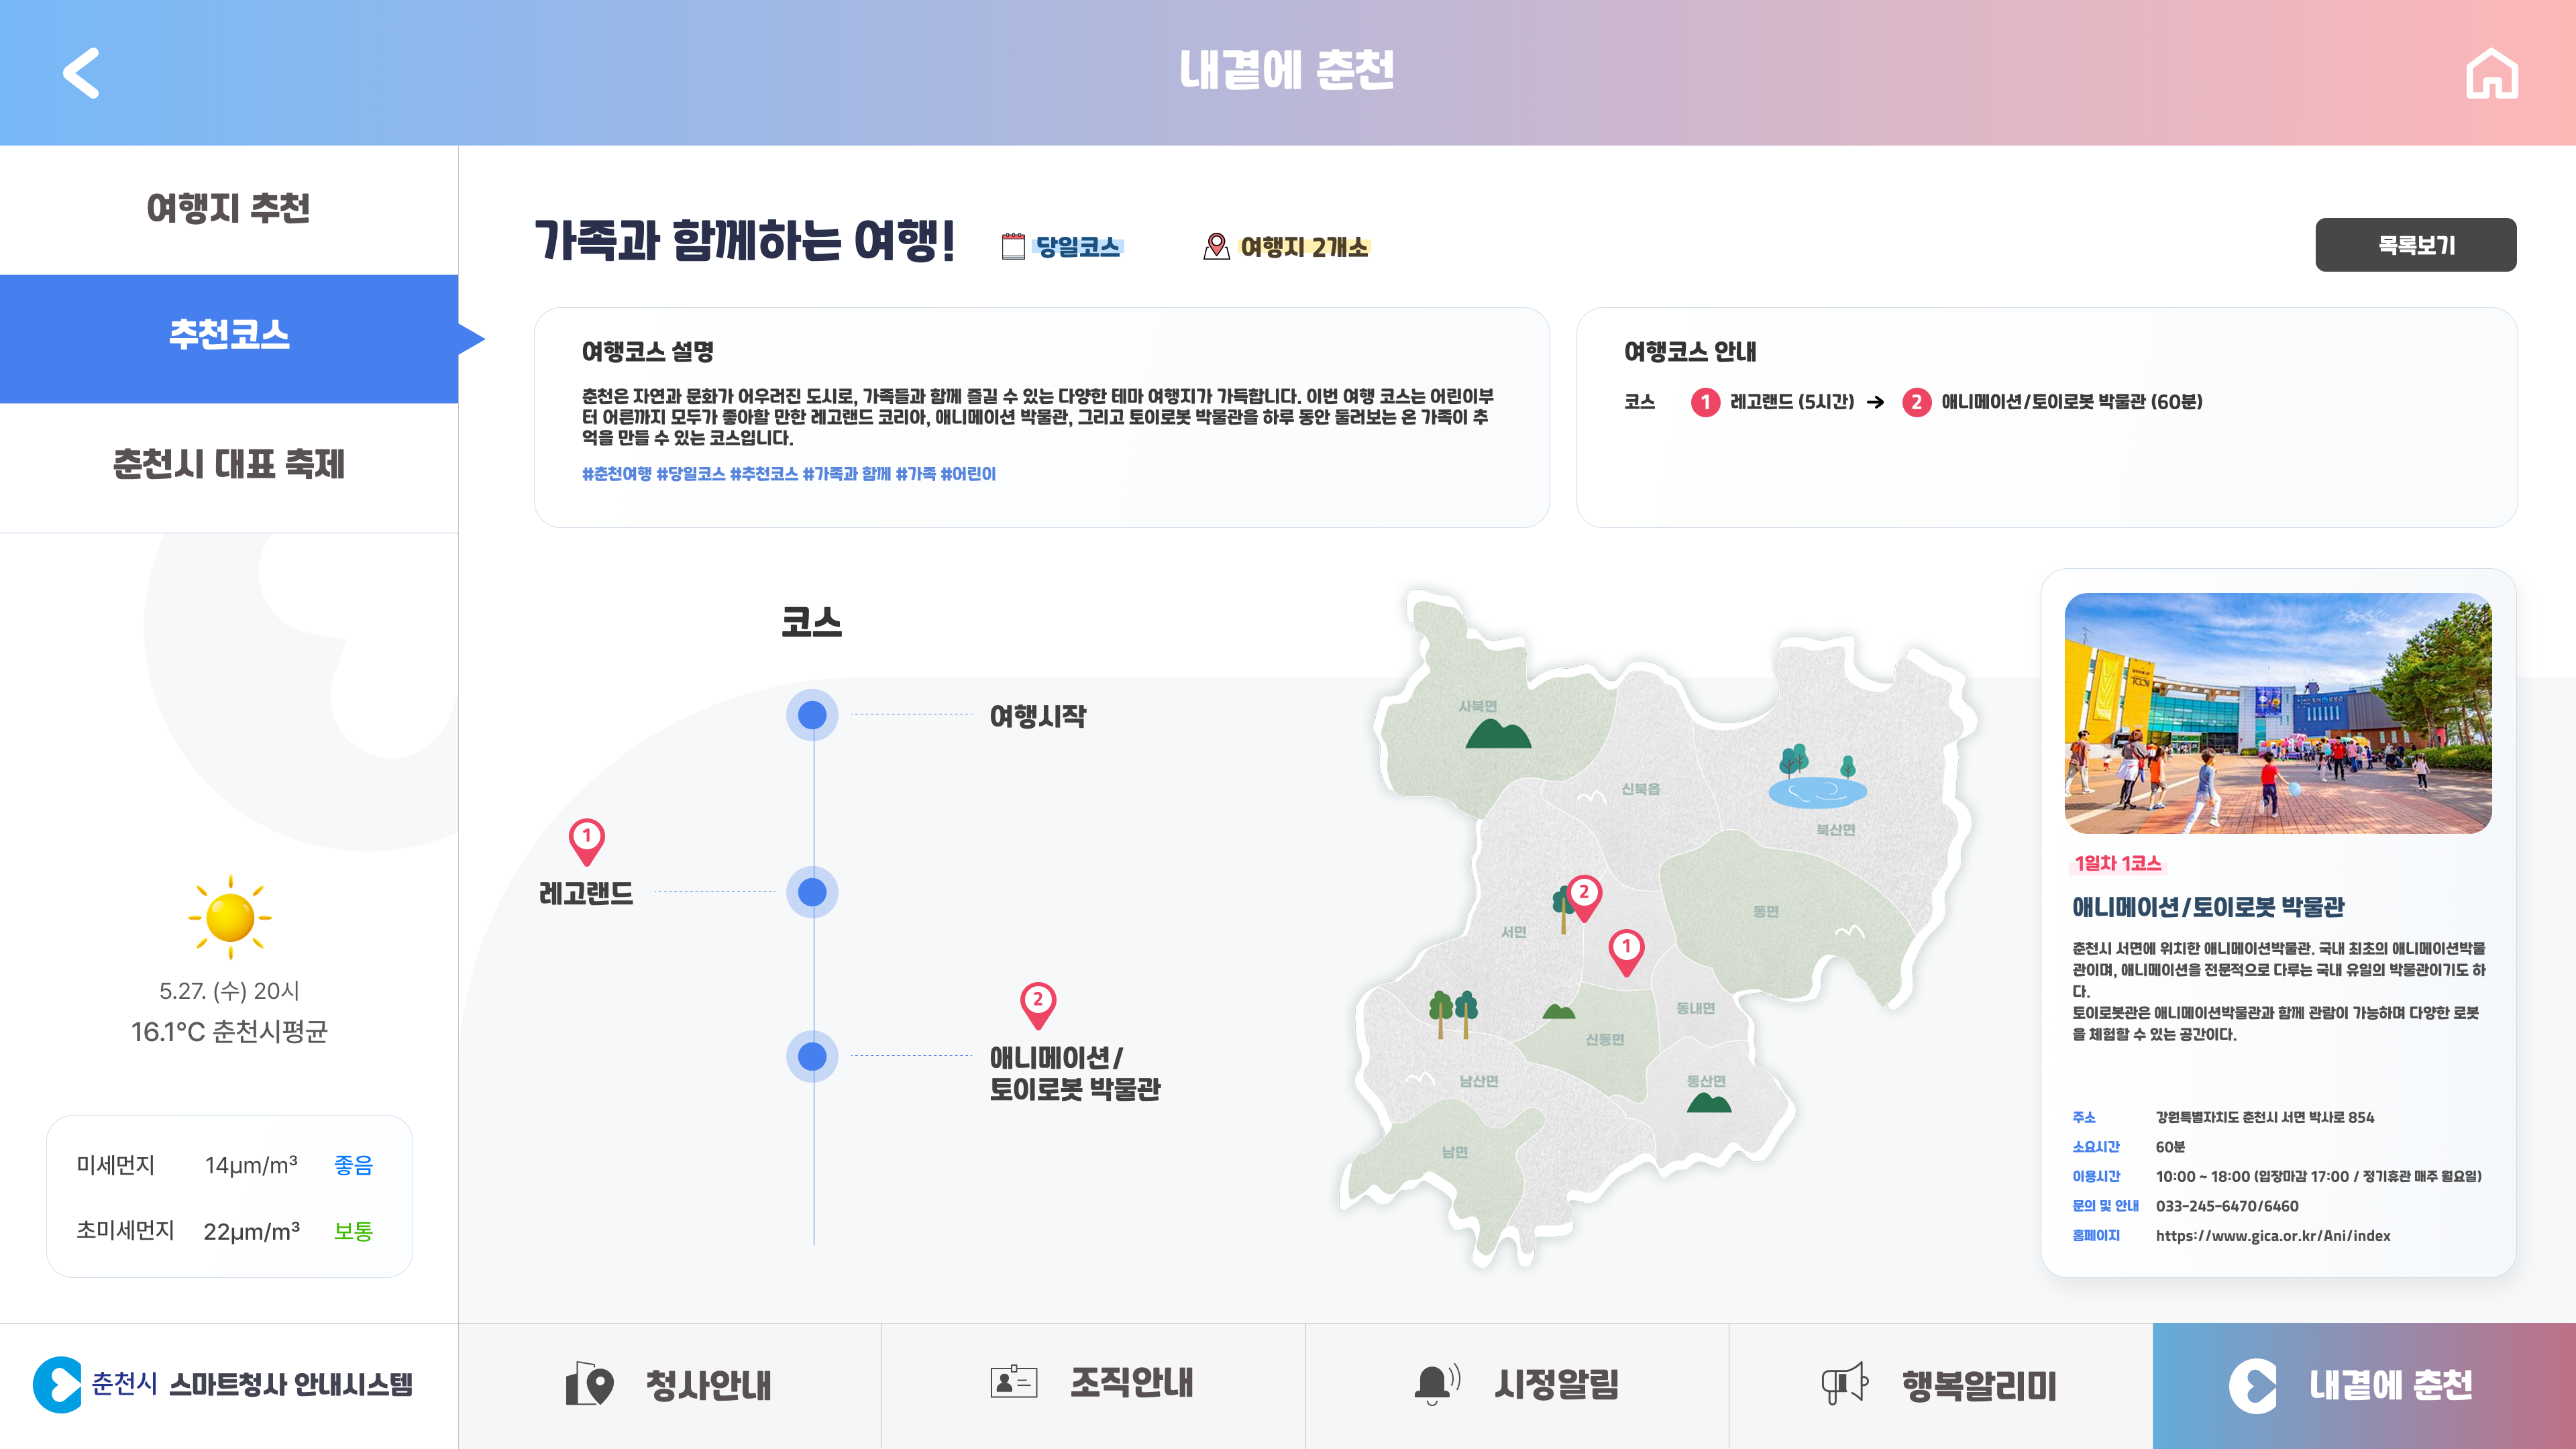 내곁에 춘천
여행지 추천
추천코스
춘천시 대표 축제
5.27. (수) 20시
16.1°C 춘천시평균
미세먼지 14μm/m³ 좋음
초미세먼지 22μm/m³ 보통
가족과 함께하는 여행!
당일코스
여행지 2개소
목록보기
여행코스 설명
춘천은 자연과 문화가 어우러진 도시로, 가족들과 함께 즐길 수 있는 다양한 테마 여행지가 가득합니다. 이번 여행 코스는 어린이부
터 어른까지 모두가 좋아할 만한 레고랜드 코리아, 애니메이션 박물관, 그리고 토이로봇 박물관을 하루 동안 둘러보는 온 가족이 추
억을 만들 수 있는 코스입니다.
#춘천여행 #당일코스 #추천코스 #가족과 함께 #가족 #어린이
여행코스 안내
코스 1 레고랜드 (5시간) → 2 애니메이션/토이로봇 박물관 (60분)
코스
여행시작
1
레고랜드
2
애니메이션/
토이로봇 박물관
사북면
신북읍
북산면
동면
2
서면
1
동내면
신동면
남산면
동산면
남면
1일차 1코스
애니메이션/토이로봇 박물관
춘천시 서면에 위치한 애니메이션박물관. 국내 최초의 애니메이션박물
관이며, 애니메이션을 전문적으로 다루는 국내 유일의 박물관이기도 하
다.
토이로봇관은 애니메이션박물관과 함께 관람이 가능하며 다양한 로봇
을 체험할 수 있는 공간이다.
주소 강원특별자치도 춘천시 서면 박사로 854
소요시간 60분
이용시간 10:00 ~ 18:00 (입장마감 17:00 / 정기휴관 매주 월요일)
문의 및 안내 033-245-6470/6460
홈페이지 https://www.gica.or.kr/Ani/index
춘천시 스마트청사 안내시스템
청사안내
조직안내
시정알림
행복알리미
내곁에 춘천